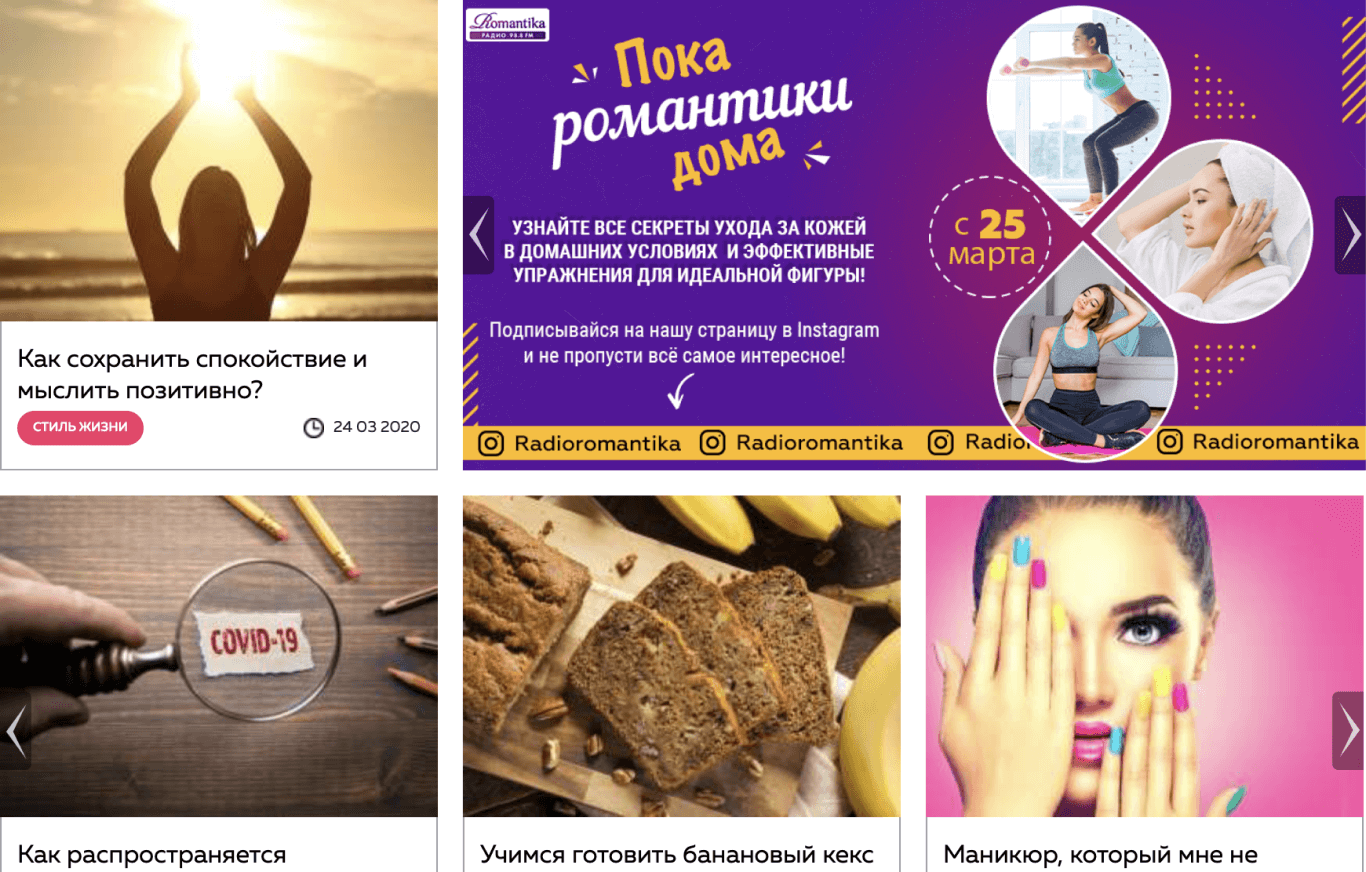 Как сохранить спокойствие и
мыслить позитивно?
СТИЛЬ ЖИЗНИ
24 03 2020
Romantika
РАДИО 98.8 FM
Пока
романтики
дома
УЗНАЙТЕ ВСЕ СЕКРЕТЫ УХОДА ЗА КОЖЕЙ
В ДОМАШНИХ УСЛОВИЯХ И ЭФФЕКТИВНЫЕ
УПРАЖНЕНИЯ ДЛЯ ИДЕАЛЬНОЙ ФИГУРЫ!
Подписывайся на нашу страницу в Instagram
и не пропусти всё самое интересное!
с 25
марта
Radioromantika Radioromantika Radio Radioromantika
COVID-19
Как распространяется
Учимся готовить банановый кекс
Маникюр, который мне не